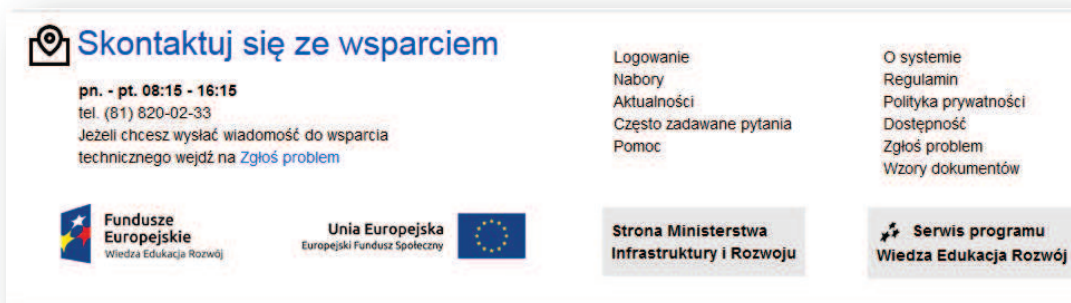 Skontaktuj się ze wsparciem
pn. - pt. 08:15 - 16:15
tel. (81) 820-02-33
Jeżeli chcesz wysłać wiadomość do wsparcia
technicznego wejdź na Zgłoś problem
Logowanie
Nabory
Aktualności
Często zadawane pytania
Pomoc
O systemie
Regulamin
Polityka prywatności
Dostępność
Zgłoś problem
Wzory dokumentów
Fundusze
Europejskie
Wiedza Edukacja Rozwój
Unia Europejska
Europejski Fundusz Społeczny
Strona Ministerstwa
Infrastruktury i Rozwoju
Serwis programu
Wiedza Edukacja Rozwój